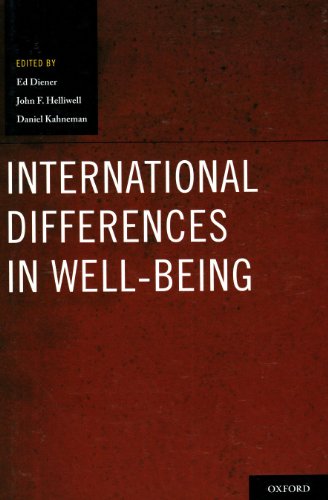 EDITED BY
Ed Diener
John F. Helliwell
Daniel Kahneman
INTERNATIONAL
DIFFERENCES
IN WELL-BEING
OXFORD